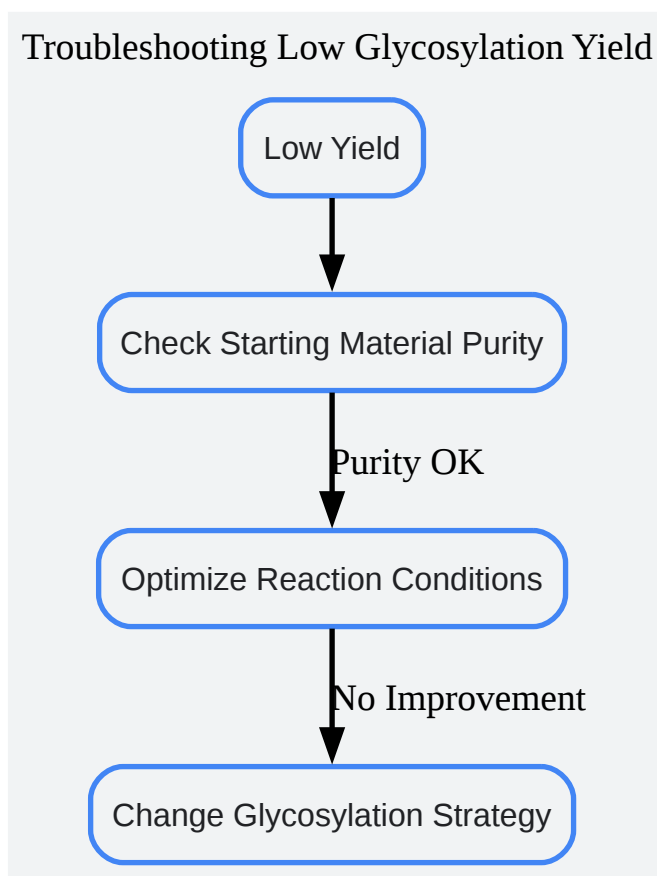 Troubleshooting Low Glycosylation Yield
Low Yield
Check Starting Material Purity
Purity OK
Optimize Reaction Conditions
No Improvement
Change Glycosylation Strategy